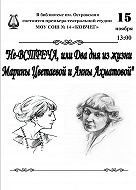 В библиотеке им. Островского
состоится премьера театральной студии
МОУ СОШ № 14 «КОВЧЕГ»
15
ноября
13:00
"Не-ВСТРЕЧА, или Два дня из жизни
Марины Цветаевой и Анны Ахматовой"